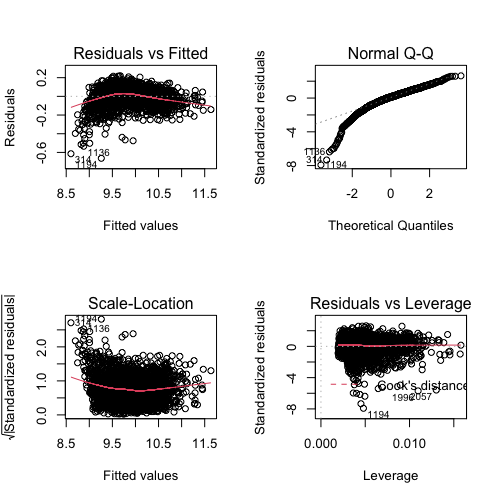 Residuals vs Fitted
Residuals
0.2
-0.2
-0.6
1136
314
1194
8.5 9.5 10.5 11.5
Fitted values
Normal Q-Q
Standardized residuals
0
-4
-8
1136
314
1194
-2 0 2
Theoretical Quantiles
Scale-Location
√|Standardized residuals|
2.0
1.0
0.0
1194
314
1136
8.5 9.5 10.5 11.5
Fitted values
Residuals vs Leverage
Standardized residuals
0
-4
-8
Cook's distance
1996
2057
1194
0.000 0.010
Leverage